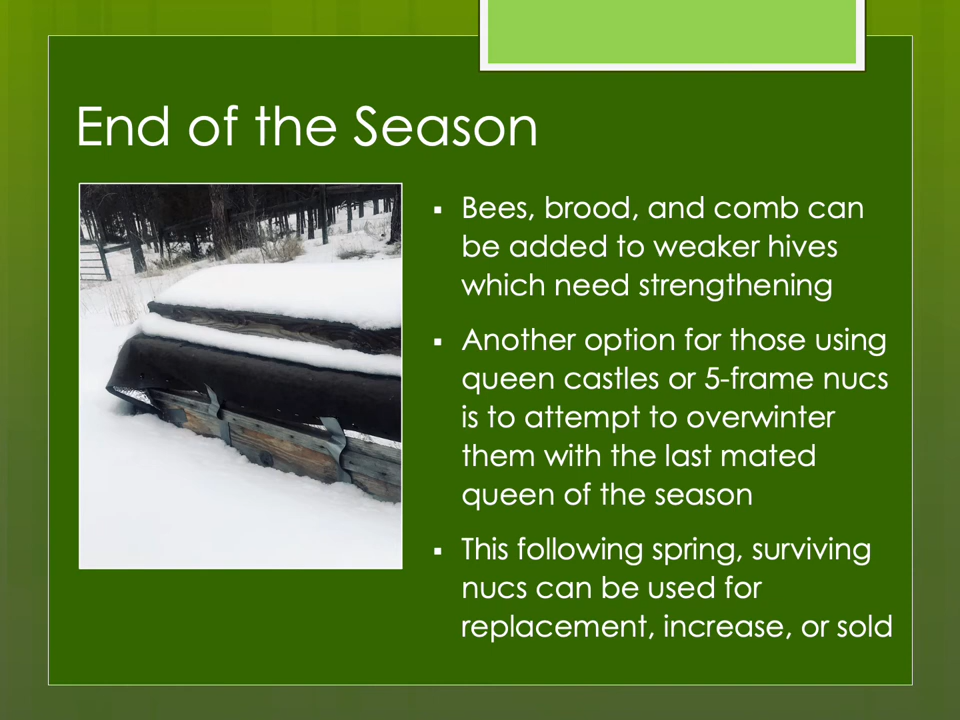 End of the Season
▪ Bees, brood, and comb can
be added to weaker hives
which need strengthening
▪ Another option for those using
queen castles or 5-frame nucs
is to attempt to overwinter
them with the last mated
queen of the season
▪ This following spring, surviving
nucs can be used for
replacement, increase, or sold